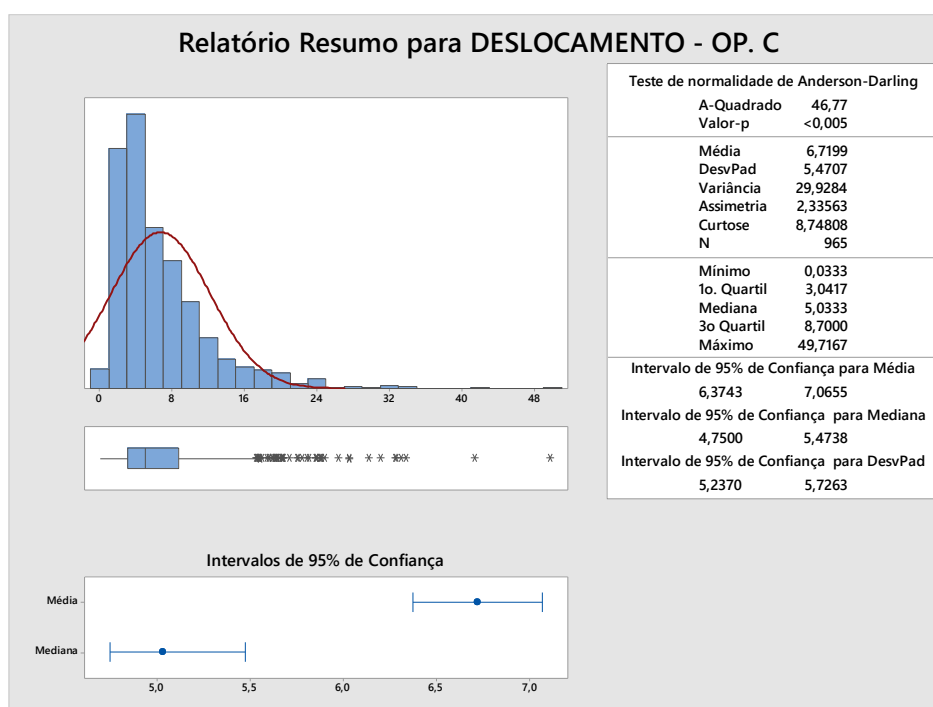 Relatório Resumo para DESLOCAMENTO - OP. C
Teste de normalidade de Anderson-Darling
A-Quadrado 46,77
Valor-p <0,005
Média 6,7199
DesvPad 5,4707
Variância 29,9284
Assimetria 2,33563
Curtose 8,74808
N 965
Mínimo 0,0333
1o. Quartil 3,0417
Mediana 5,0333
3o Quartil 8,7000
Máximo 49,7167
Intervalo de 95% de Confiança para Média
6,3743 7,0655
Intervalo de 95% de Confiança para Mediana
4,7500 5,4738
Intervalo de 95% de Confiança para DesvPad
5,2370 5,7263
0 8 16 24 32 40 48
Intervalos de 95% de Confiança
Média
Mediana
5,0 5,5 6,0 6,5 7,0